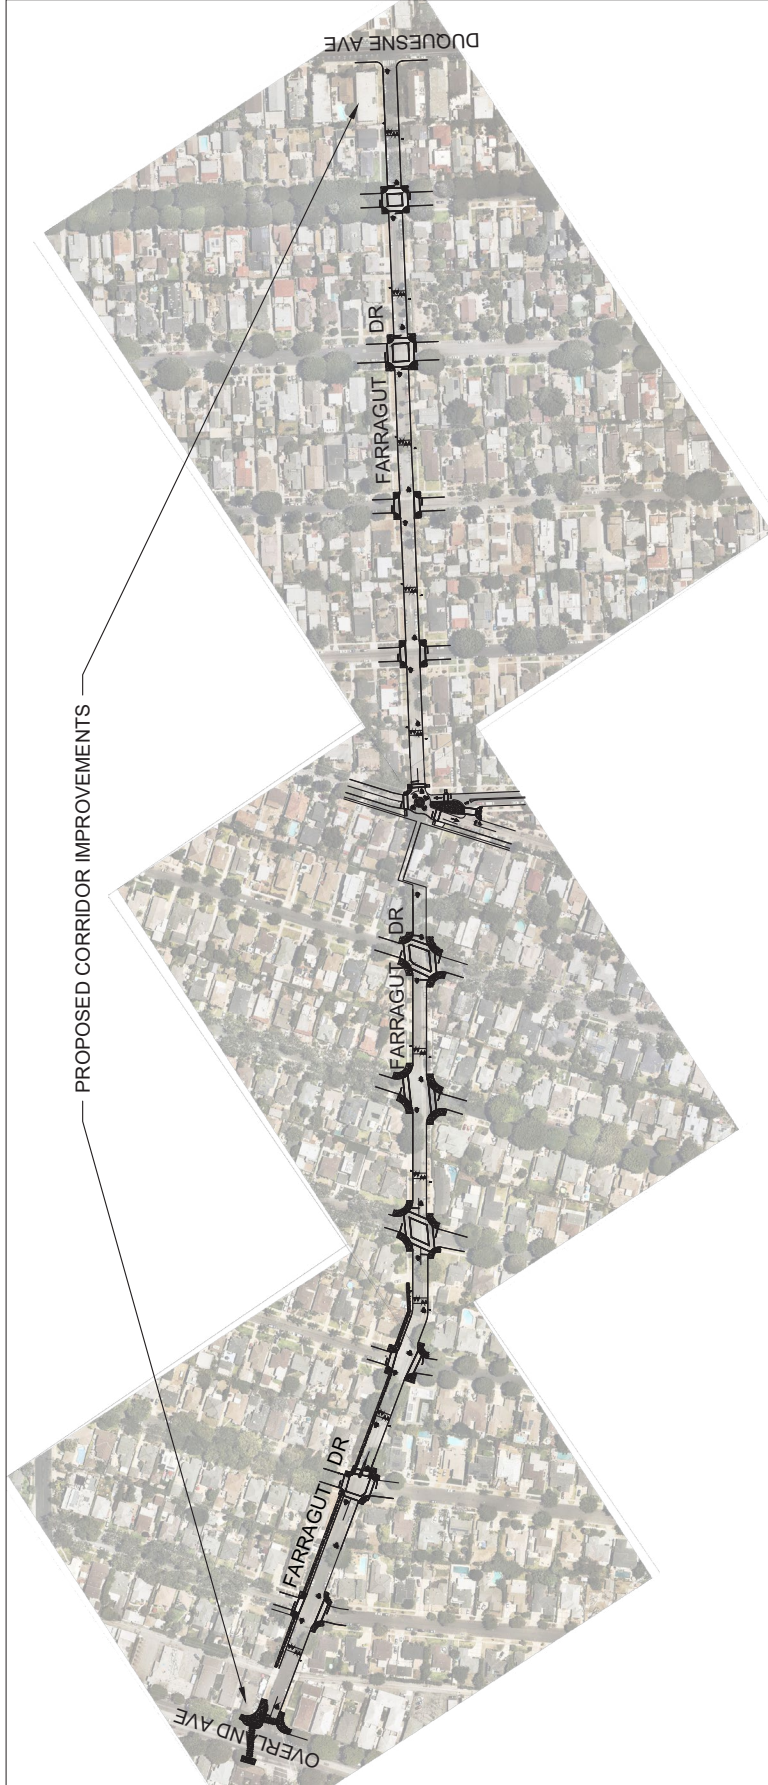 DUQUESNE AVE
FARRAGUT DR
PROPOSED CORRIDOR IMPROVEMENTS
FARRAGUT DR
FARRAGUT DR
OVERLAND AVE